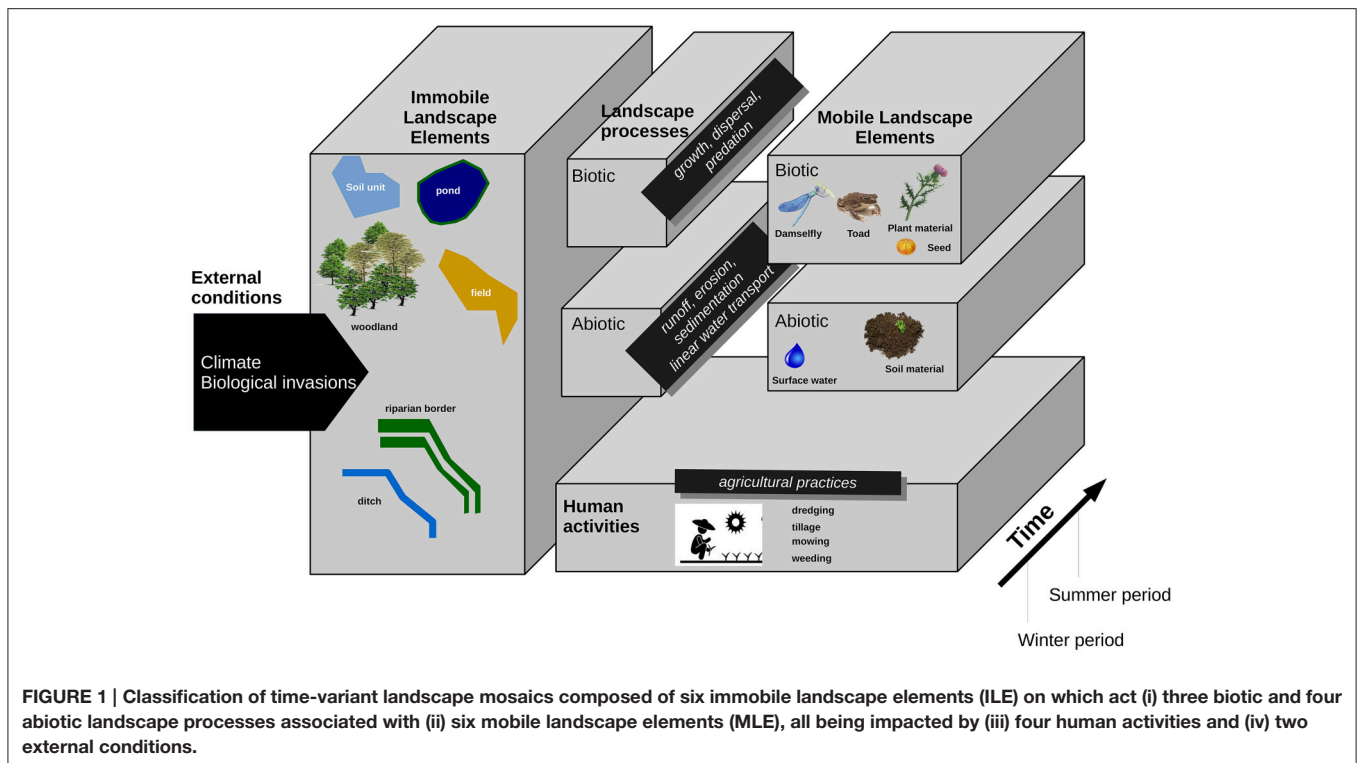 Immobile
Landscape
Elements
Soil unit
pond
woodland
field
riparian border
ditch
External
conditions
Climate
Biological invasions
Landscape
processes
Biotic
growth, dispersal,
predation
Abiotic
runoff, erosion,
sedimentation
linear water transport
Mobile Landscape
Elements
Biotic
Damselfly
Toad
Plant material
Seed
Abiotic
Surface water
Soil material
Human
activities
agricultural practices
dredging
tillage
mowing
weeding
Time
Summer period
Winter period
FIGURE 1 | Classification of time-variant landscape mosaics composed of six immobile landscape elements (ILE) on which act (i) three biotic and four
abiotic landscape processes associated with (ii) six mobile landscape elements (MLE), all being impacted by (iii) four human activities and (iv) two
external conditions.